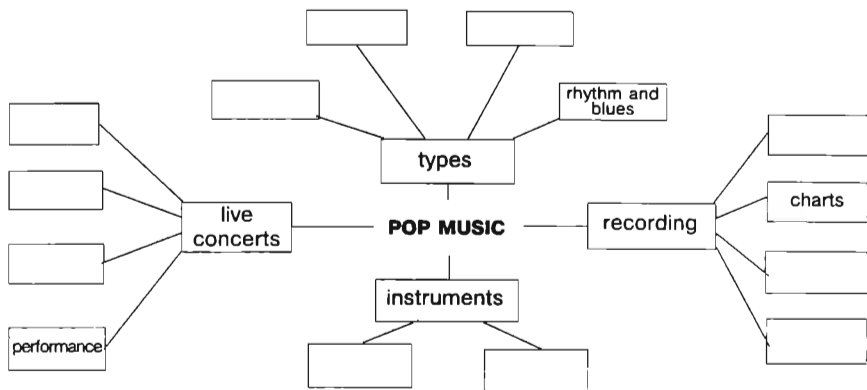 rhythm and
blues
types
live
concerts
POP MUSIC
recording
charts
instruments
performance